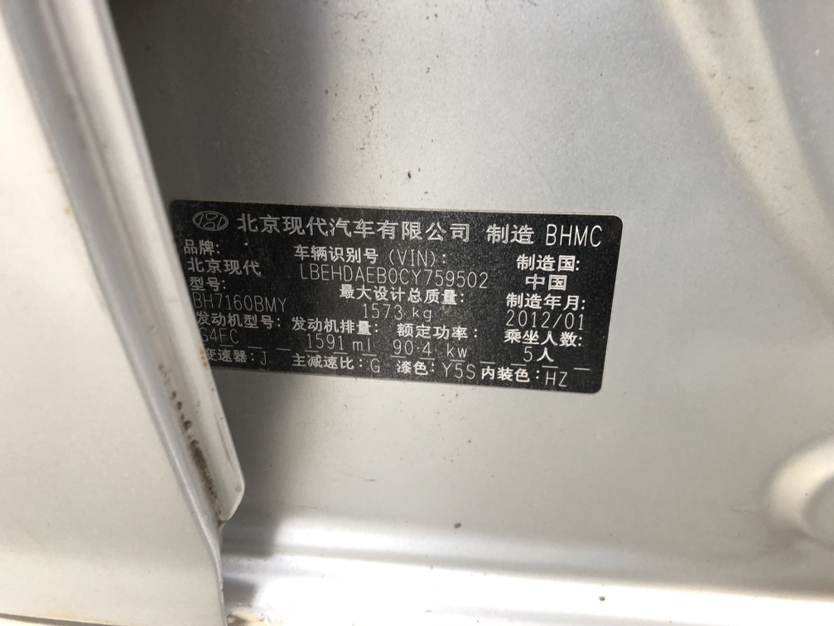 北京现代汽车有限公司 制造 BHMC
品牌: 车辆识别号(VIN): 制造国:
北京现代 LBEHDAEB0CY759502 中国
型号: 最大设计总质量: 制造年月:
BH7160BMY 1573 kg 2012/01
发动机型号: 发动机排量: 额定功率: 乘坐人数:
G4FC 1591 ml 90.4 kw 5人
变速器: J 主减速比: G 漆色: Y5S 内装色: HZ